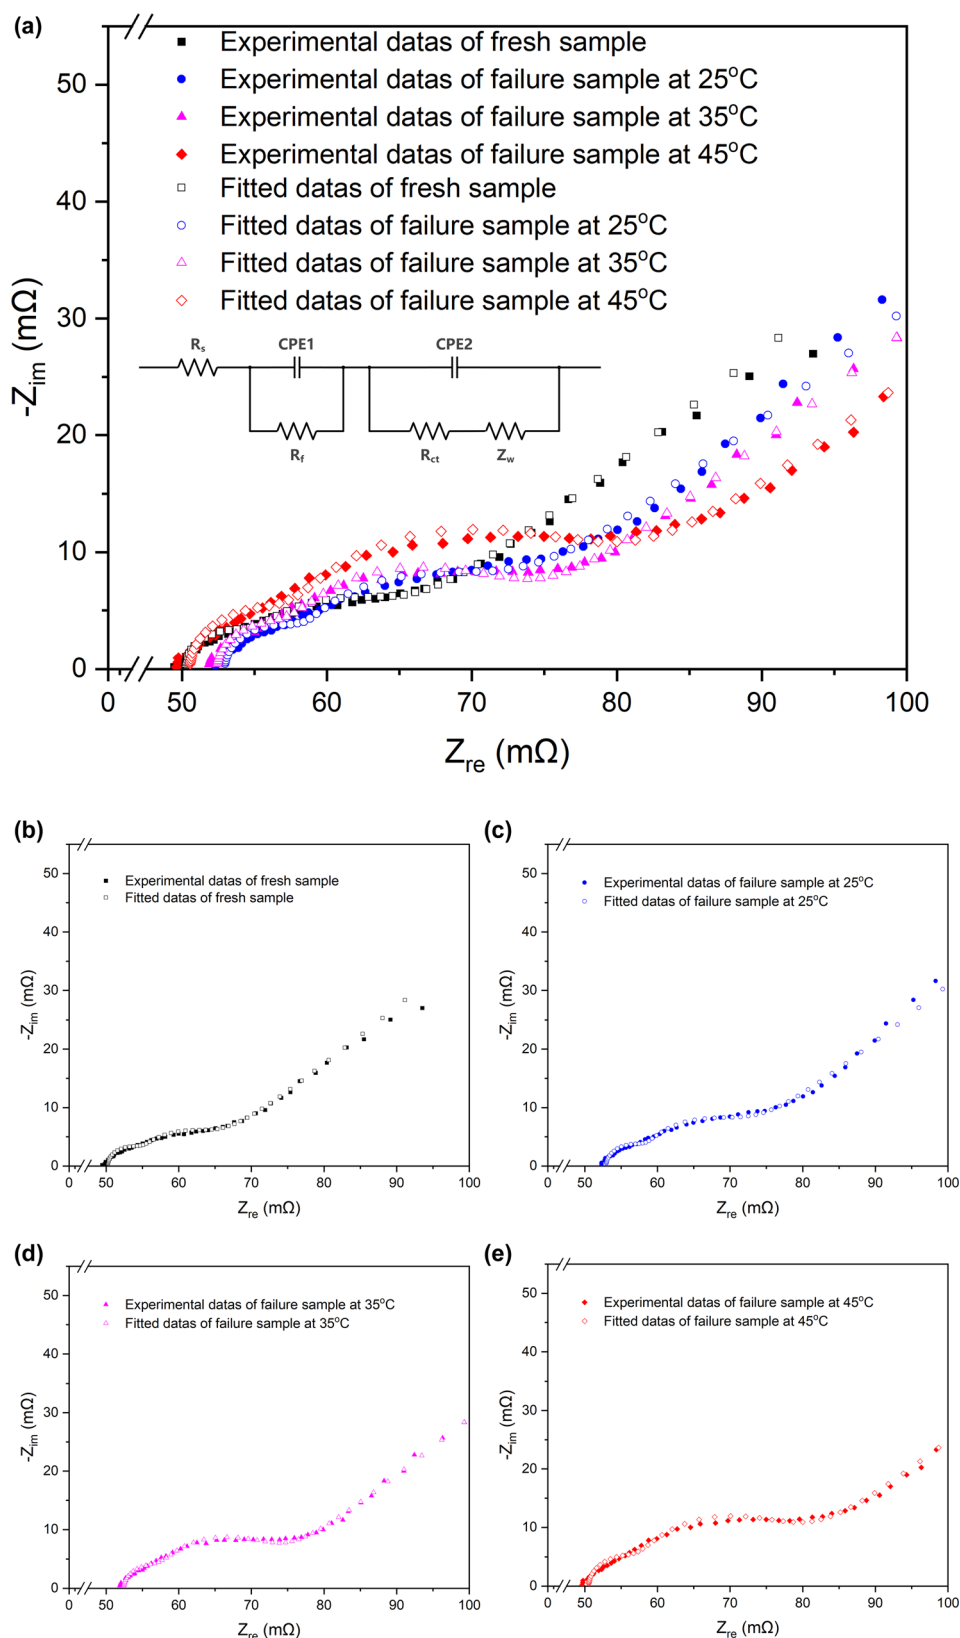 (a)
Experimental datas of fresh sample
Experimental datas of failure sample at 25°C
Experimental datas of failure sample at 35°C
Experimental datas of failure sample at 45°C
Fitted datas of fresh sample
Fitted datas of failure sample at 25°C
Fitted datas of failure sample at 35°C
Fitted datas of failure sample at 45°C
50
40
30
20
10
0
-Zim (mΩ)
Rs
CPE1
CPE2
Rf
Rct
Zw
0 50 60 70 80 90 100
Zre (mΩ)
(b)
50
40
30
20
10
0
-Zim (mΩ)
Experimental datas of fresh sample
Fitted datas of fresh sample
0 50 60 70 80 90 100
Zre (mΩ)
(c)
50
40
30
20
10
0
-Zim (mΩ)
Experimental datas of failure sample at 25°C
Fitted datas of failure sample at 25°C
0 50 60 70 80 90 100
Zre (mΩ)
(d)
50
40
30
20
10
0
-Zim (mΩ)
Experimental datas of failure sample at 35°C
Fitted datas of failure sample at 35°C
0 50 60 70 80 90 100
Zre (mΩ)
(e)
50
40
30
20
10
0
-Zim (mΩ)
Experimental datas of failure sample at 45°C
Fitted datas of failure sample at 45°C
0 50 60 70 80 90 100
Zre (mΩ)